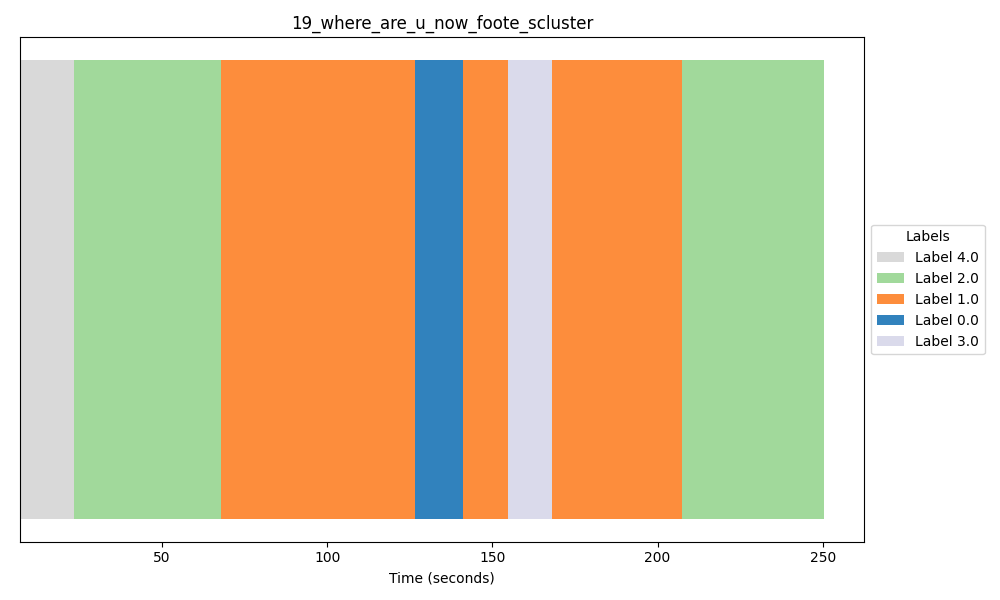 19_where_are_u_now_foote_scluster
Labels
Label 4.0
Label 2.0
Label 1.0
Label 0.0
Label 3.0
50 100 150 200 250
Time (seconds)